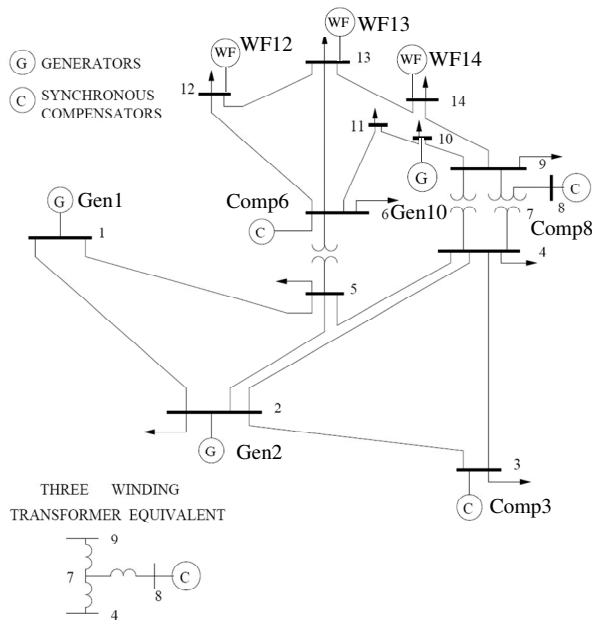 WF WF12
WF WF13
WF WF14
G GENERATORS
C SYNCHRONOUS
COMPENSATORS
12
13
14
11
10
9
G Gen1
Comp6
G
C
6
Gen10
7
8
C
Comp8
1
4
5
2
G Gen2
3
C Comp3
THREE WINDING
TRANSFORMER EQUIVALENT
9
7
8
C
4